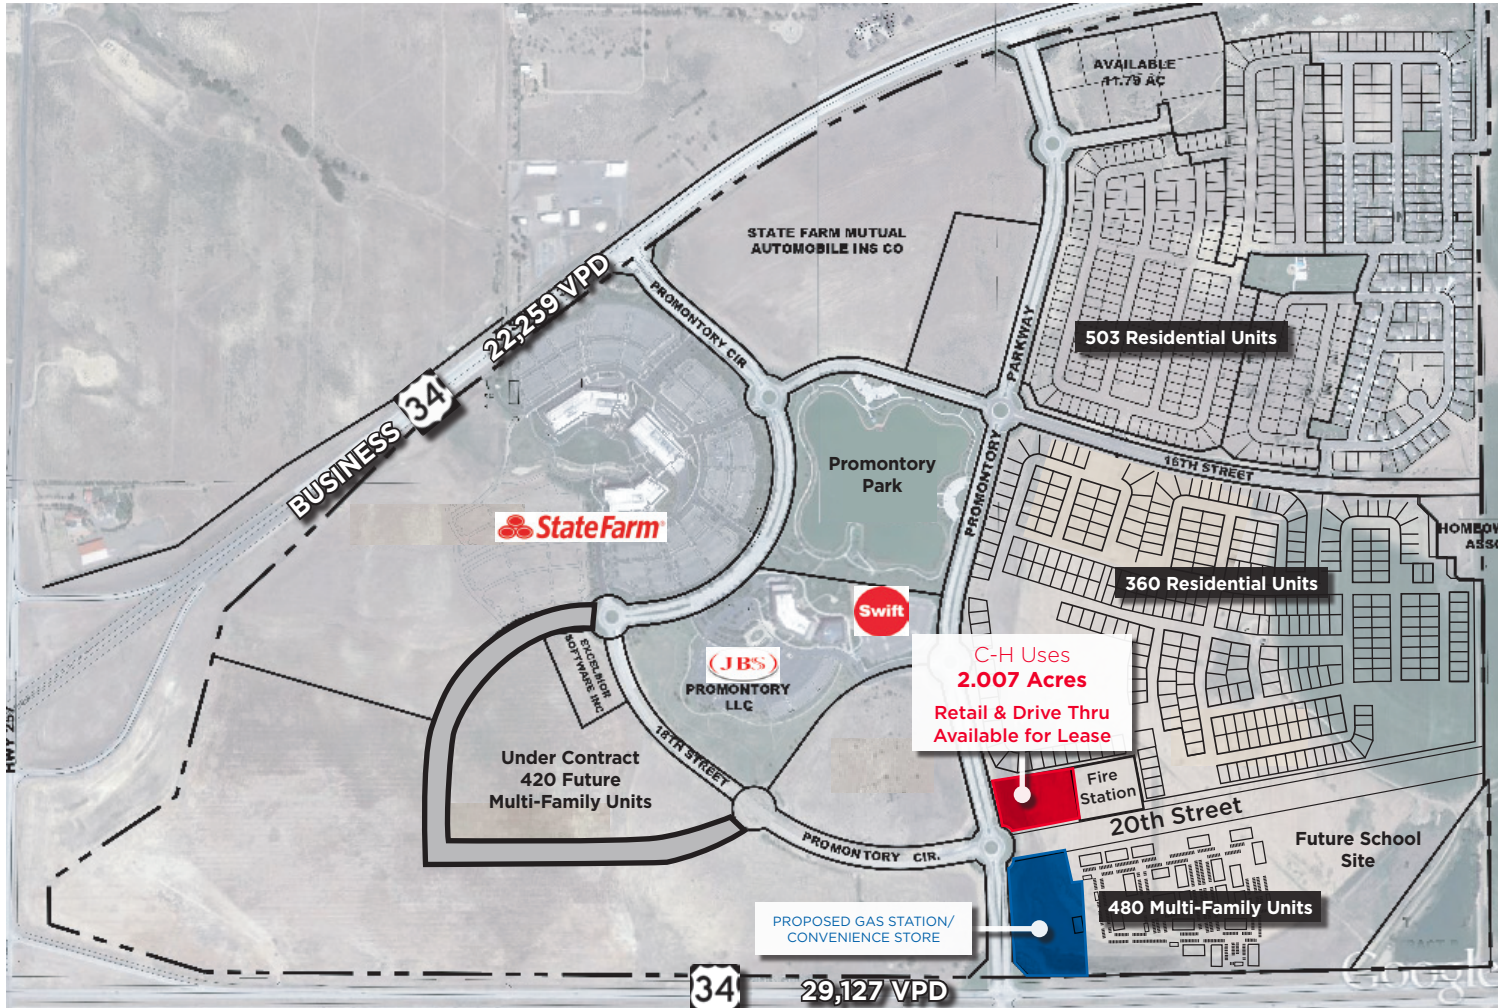 AVAILABLE
11.79 AC
STATE FARM MUTUAL
AUTOMOBILE INS CO
22,259 VPD
PROMONTORY CIR
PARKWAY
503 Residential Units
34
BUSINESS
Promontory
Park
16TH STREET
PROMONTORY
StateFarm
HOMEOW
ASSO
360 Residential Units
Swift
EXCELSIOR
SOFTWARE INC
JBS
PROMONTORY
LLC
C-H Uses
2.007 Acres
Retail & Drive Thru
Available for Lease
HWY 257
18TH STREET
Under Contract
420 Future
Multi-Family Units
Fire
Station
20th Street
PROMONTORY CIR.
Future School
Site
480 Multi-Family Units
PROPOSED GAS STATION/
CONVENIENCE STORE
34
29,127 VPD
Google